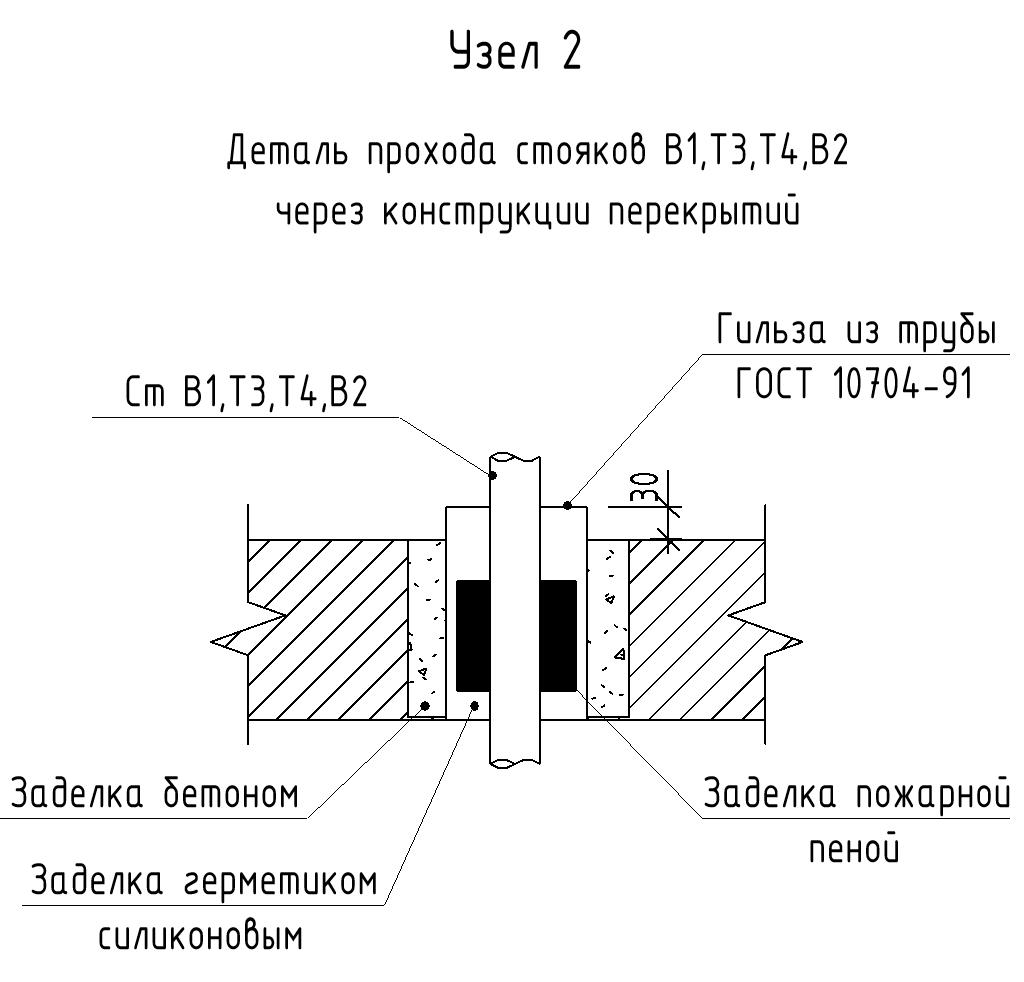 Узел 2
Деталь прохода стояков В1,Т3,Т4,В2
через конструкции перекрытий
Гильза из трубы
ГОСТ 10704-91
Ст В1,Т3,Т4,В2
30
Заделка бетоном
Заделка пожарной
пеной
Заделка герметиком
силиконовым